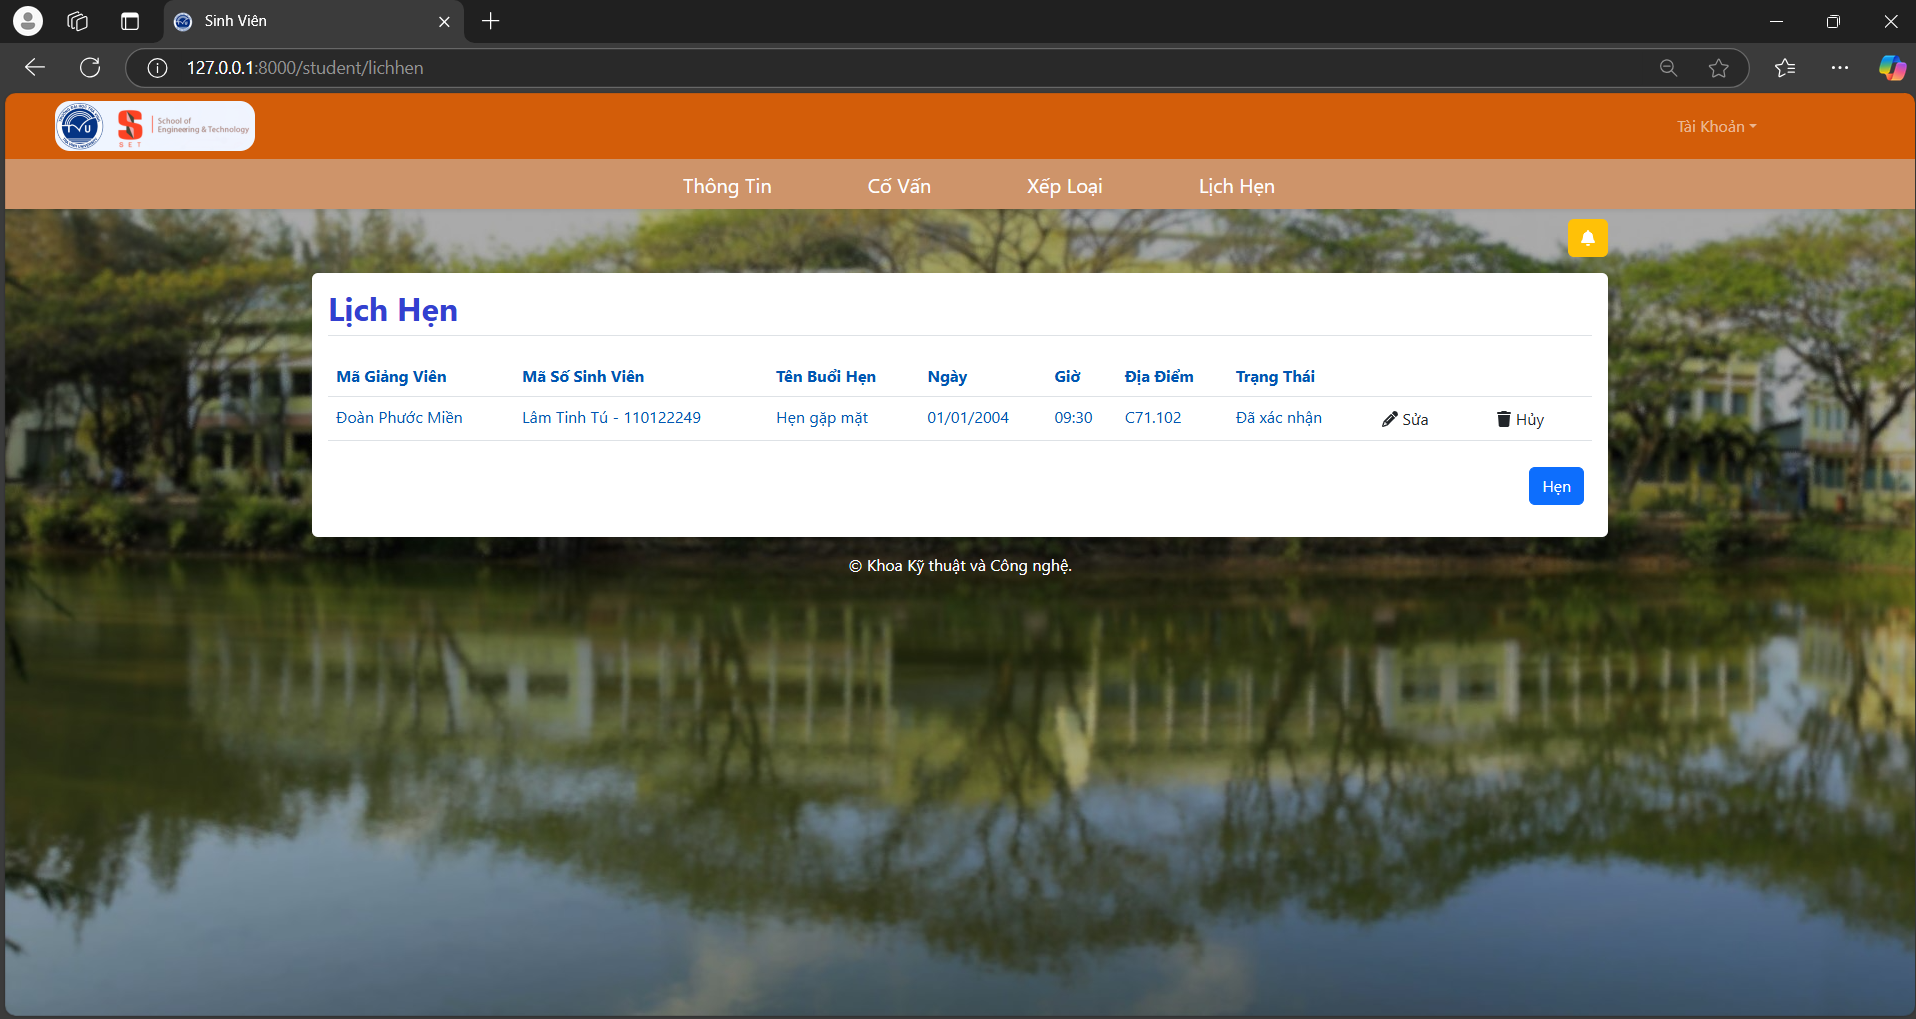 Sinh Viên
127.0.0.1:8000/student/lichhen
TVU
SET
School of
Engineering & Technology
Tài Khoản
Thông Tin Cố Vấn Xếp Loại Lịch Hẹn
Lịch Hẹn
Mã Giảng Viên Mã Số Sinh Viên Tên Buổi Hẹn Ngày Giờ Địa Điểm Trạng Thái
Đoàn Phước Miền Lâm Tinh Tú - 110122249 Hẹn gặp mặt 01/01/2004 09:30 C71.102 Đã xác nhận Sửa Hủy
Hẹn
© Khoa Kỹ thuật và Công nghệ.